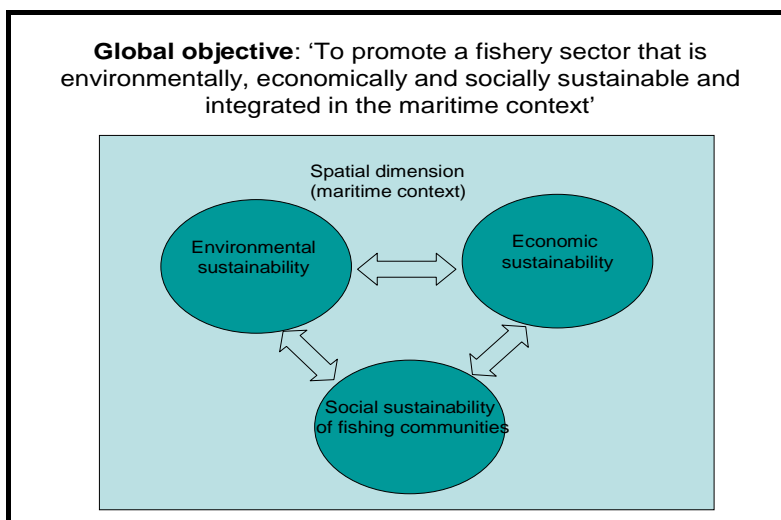 Global objective: ‘To promote a fishery sector that is
environmentally, economically and socially sustainable and
integrated in the maritime context’
Spatial dimension
(maritime context)
Environmental
sustainability
Economic
sustainability
Social sustainability
of fishing communities